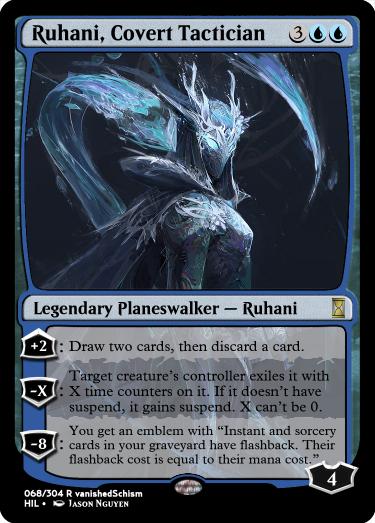 Ruhani, Covert Tactician 3
Legendary Planeswalker — Ruhani
+2 : Draw two cards, then discard a card.
-X : Target creature's controller exiles it with
X time counters on it. If it doesn't have
suspend, it gains suspend. X can't be 0.
-8 : You get an emblem with “Instant and sorcery
cards in your graveyard have flashback. Their
flashback cost is equal to their mana cost.”
4
068/304 R vanishedSchism
HIL • Jason Nguyen